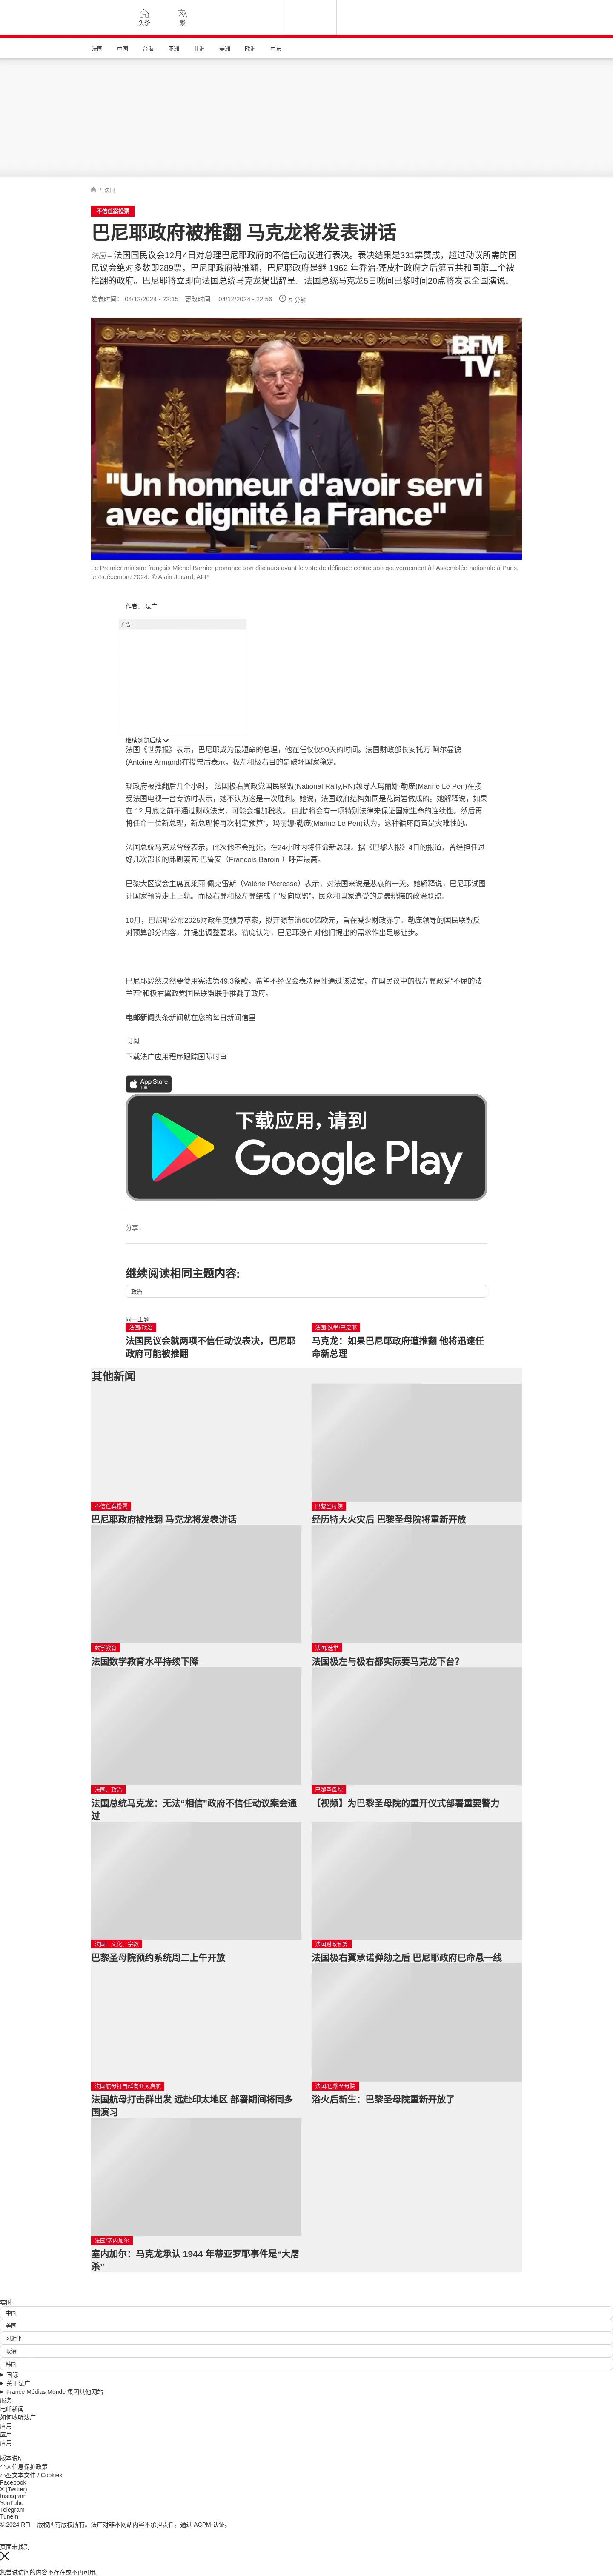 头条
繁
法国
中国
台海
亚洲
非洲
美洲
欧洲
中东
/ 法国
不信任案投票
巴尼耶政府被推翻 马克龙将发表讲话
法国 – 法国国民议会12月4日对总理巴尼耶政府的不信任动议进行表决。表决结果是331票赞成，超过动议所需的国
民议会绝对多数即289票，巴尼耶政府被推翻，巴尼耶政府是继 1962 年乔治·蓬皮杜政府之后第五共和国第二个被
推翻的政府。巴尼耶将立即向法国总统马克龙提出辞呈。法国总统马克龙5日晚间巴黎时间20点将发表全国演说。
发表时间： 04/12/2024 - 22:15 更改时间： 04/12/2024 - 22:56 5 分钟
BFM
TV.
"Un honneur d'avoir servi
avec dignité la France"
Le Premier ministre français Michel Barnier prononce son discours avant le vote de défiance contre son gouvernement à l'Assemblée nationale à Paris,
le 4 décembre 2024. © Alain Jocard, AFP
作者： 法广
广告
继续浏览后续
法国《世界报》表示，巴尼耶成为最短命的总理，他在任仅仅90天的时间。法国财政部长安托万·阿尔曼德
(Antoine Armand)在投票后表示，极左和极右目的是破坏国家稳定。
现政府被推翻后几个小时， 法国极右翼政党国民联盟(National Rally,RN)领导人玛丽娜·勒庞(Marine Le Pen)在接
受法国电视一台专访时表示，她不认为这是一次胜利。她说，法国政府结构如同是花岗岩做成的。她解释说，如果
在 12 月底之前不通过财政法案，可能会增加税收。 由此“将会有一项特别法律来保证国家生命的连续性。然后再
将任命一位新总理，新总理将再次制定预算”，玛丽娜·勒庞(Marine Le Pen)认为，这种循环简直是灾难性的。
法国总统马克龙曾经表示，此次他不会拖延，在24小时内将任命新总理。据《巴黎人报》4日的报道，曾经担任过
好几次部长的弗朗索瓦·巴鲁安（François Baroin ）呼声最高。
巴黎大区议会主席瓦莱丽·佩克雷斯（Valérie Pécresse）表示，对法国来说是悲哀的一天。她解释说，巴尼耶试图
让国家预算走上正轨。而极右翼和极左翼结成了“反向联盟”，民众和国家遭受的是最糟糕的政治联盟。
10月，巴尼耶公布2025财政年度预算草案，拟开源节流600亿欧元，旨在减少财政赤字。勒庞领导的国民联盟反
对预算部分内容，并提出调整要求。勒庞认为，巴尼耶没有对他们提出的需求作出足够让步。
巴尼耶毅然决然要使用宪法第49.3条款，希望不经议会表决硬性通过该法案，在国民议中的极左翼政党“不屈的法
兰西”和极右翼政党国民联盟联手推翻了政府。
电邮新闻头条新闻就在您的每日新闻信里
订阅
下载法广应用程序跟踪国际时事
App Store
下载
下载应用, 请到
Google Play
分享 :
继续阅读相同主题内容:
政治
同一主题
法国/政治
法国民议会就两项不信任动议表决，巴尼耶
政府可能被推翻
法国/选举/巴尼耶
马克龙：如果巴尼耶政府遭推翻 他将迅速任
命新总理
其他新闻
不信任案投票
巴尼耶政府被推翻 马克龙将发表讲话
巴黎圣母院
经历特大火灾后 巴黎圣母院将重新开放
数学教育
法国数学教育水平持续下降
法国/选举
法国极左与极右都实际要马克龙下台?
法国、政治
法国总统马克龙：无法“相信”政府不信任动议案会通
过
巴黎圣母院
【视频】为巴黎圣母院的重开仪式部署重要警力
法国、文化、宗教
巴黎圣母院预约系统周二上午开放
法国财政预算
法国极右翼承诺弹劾之后 巴尼耶政府已命悬一线
法国航母打击群向亚太启航
法国航母打击群出发 远赴印太地区 部署期间将同多
国演习
法国/巴黎圣母院
浴火后新生：巴黎圣母院重新开放了
法国/塞内加尔
塞内加尔：马克龙承认 1944 年蒂亚罗耶事件是“大屠
杀”
实时
中国
美国
习近平
政治
韩国
国际
关于法广
France Médias Monde 集团其他网站
服务
电邮新闻
如何收听法广
应用
应用
应用
版本说明
个人信息保护政策
小型文本文件 / Cookies
Facebook
X (Twitter)
Instagram
YouTube
Telegram
TuneIn
© 2024 RFI – 版权所有版权所有。法广对非本网站内容不承担责任。通过 ACPM 认证。
页面未找到
您尝试访问的内容不存在或不再可用。